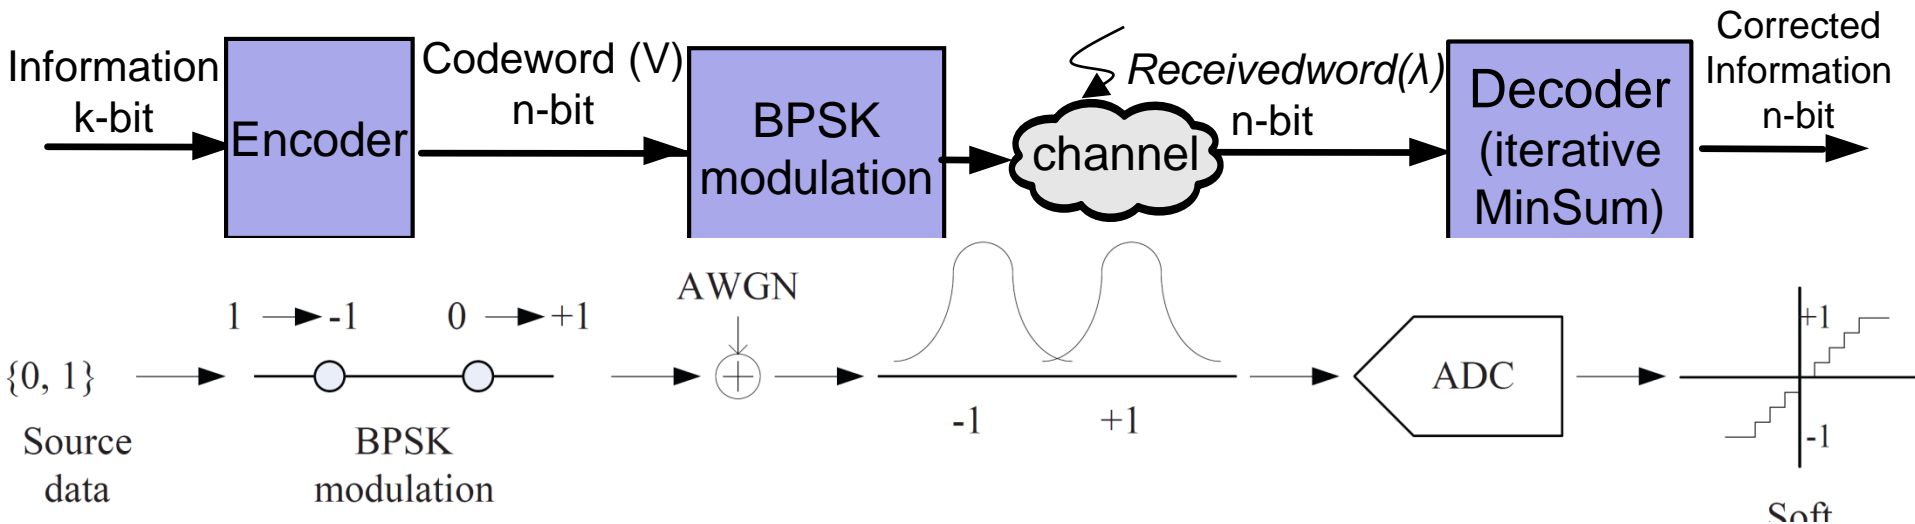 Information
k-bit
Encoder
Codeword (V)
n-bit
BPSK
modulation
channel
Receivedword(λ)
n-bit
Decoder
(iterative
MinSum)
Corrected
Information
n-bit
{0, 1}
Source
data
1 -1
0 +1
BPSK
modulation
AWGN
-1 +1
ADC
+1
-1
Soft